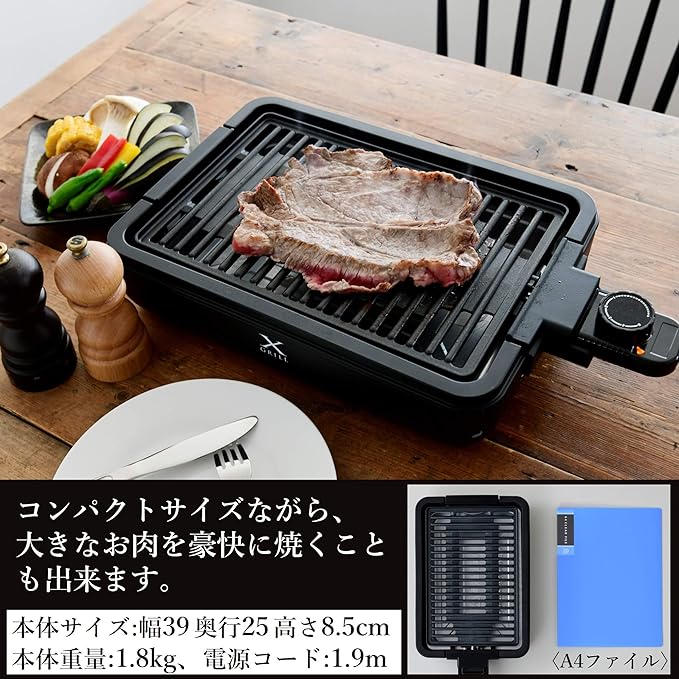 X
GRILL
コンパクトサイズながら、
大きなお肉を豪快に焼くこと
も出来ます。
本体サイズ:幅39 奥行25 高さ8.5cm
本体重量:1.8kg、電源コード:1.9m
〈A4ファイル〉